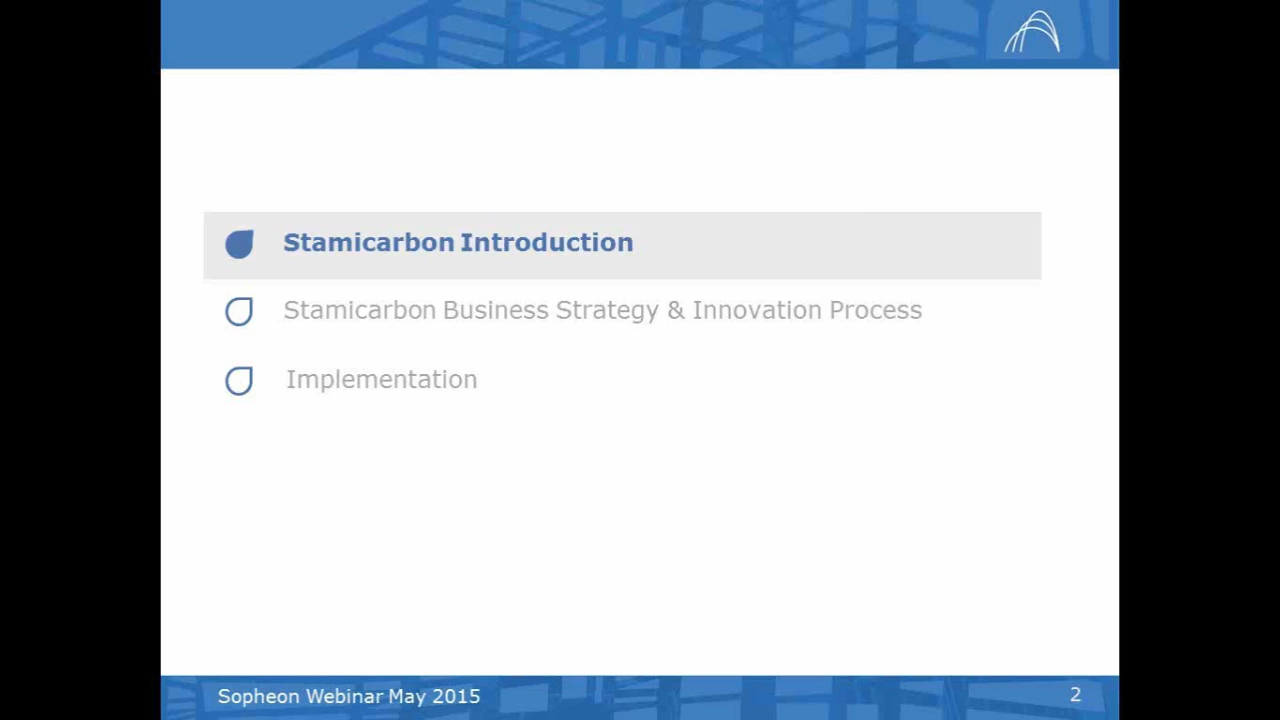 Stamicarbon Introduction
Stamicarbon Business Strategy & Innovation Process
Implementation
Sopheon Webinar May 2015
2